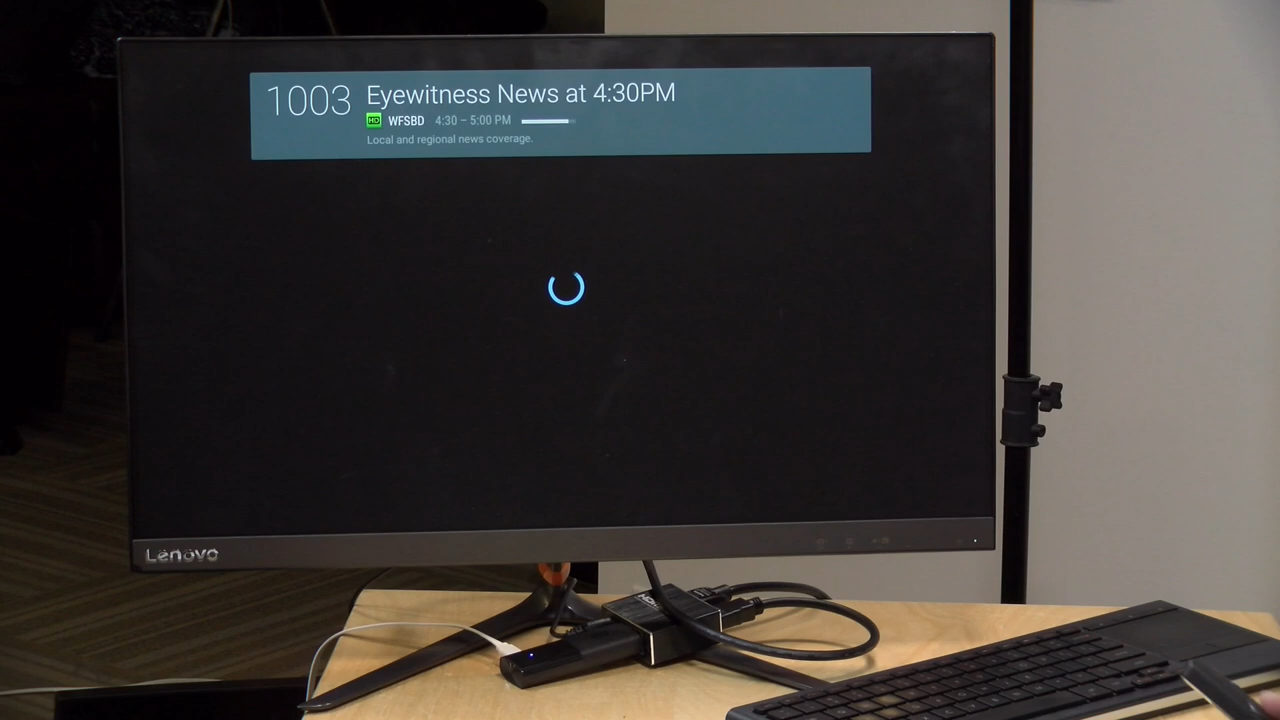 1003
Eyewitness News at 4:30PM
HD WFSBD 4:30 – 5:00 PM
Local and regional news coverage.
Lenovo
HDMI